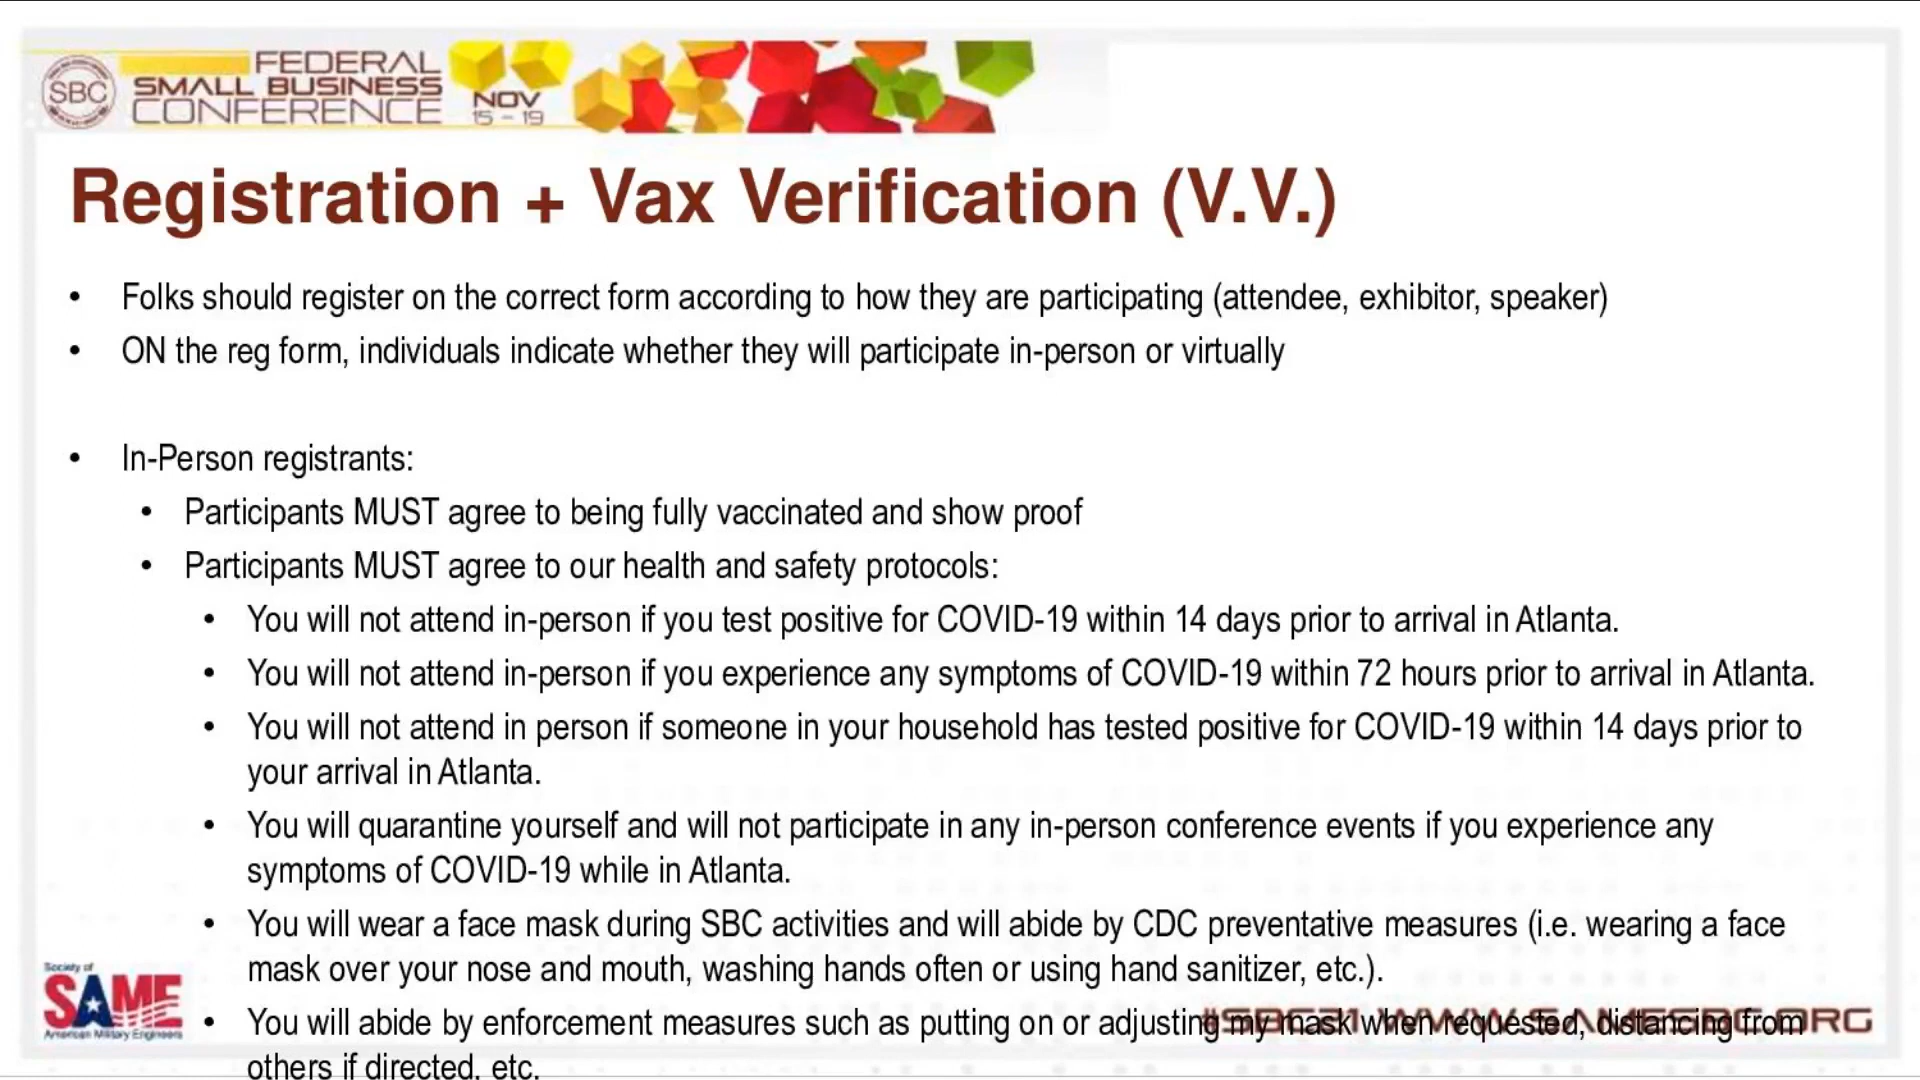 SBC
FEDERAL
SMALL BUSINESS
CONFERENCE
NOV
15 - 19
Registration + Vax Verification (V.V.)
• Folks should register on the correct form according to how they are participating (attendee, exhibitor, speaker)
• ON the reg form, individuals indicate whether they will participate in-person or virtually
• In-Person registrants:
• Participants MUST agree to being fully vaccinated and show proof
• Participants MUST agree to our health and safety protocols:
• You will not attend in-person if you test positive for COVID-19 within 14 days prior to arrival in Atlanta.
• You will not attend in-person if you experience any symptoms of COVID-19 within 72 hours prior to arrival in Atlanta.
• You will not attend in person if someone in your household has tested positive for COVID-19 within 14 days prior to
your arrival in Atlanta.
• You will quarantine yourself and will not participate in any in-person conference events if you experience any
symptoms of COVID-19 while in Atlanta.
• You will wear a face mask during SBC activities and will abide by CDC preventative measures (i.e. wearing a face
mask over your nose and mouth, washing hands often or using hand sanitizer, etc.).
• You will abide by enforcement measures such as putting on or adjusting my mask when requested, distancing from
others if directed, etc.
Society of
SAME
American Military Engineers
#SBC21 WWW.SAMESBC.ORG